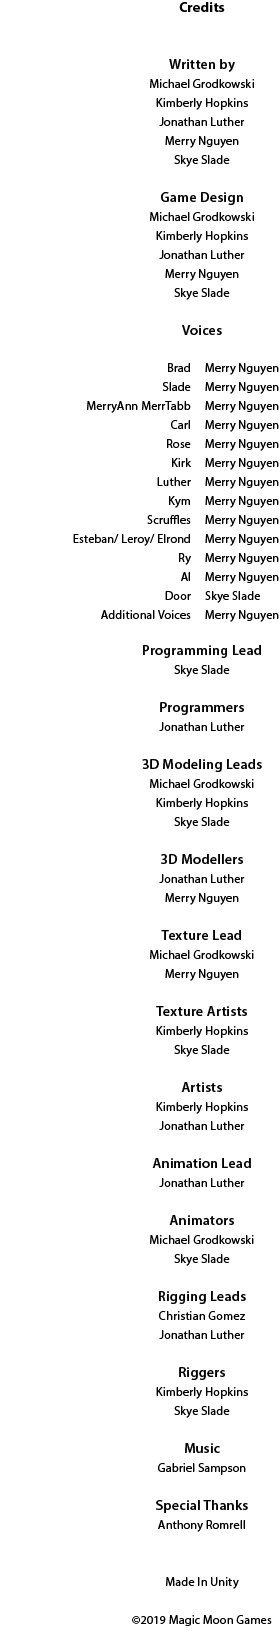 Credits
Written by
Michael Grodkowski
Kimberly Hopkins
Jonathan Luther
Merry Nguyen
Skye Slade
Game Design
Michael Grodkowski
Kimberly Hopkins
Jonathan Luther
Merry Nguyen
Skye Slade
Voices
Brad Merry Nguyen
Slade Merry Nguyen
MerryAnn MerrTabb Merry Nguyen
Carl Merry Nguyen
Rose Merry Nguyen
Kirk Merry Nguyen
Luther Merry Nguyen
Kym Merry Nguyen
Scruffles Merry Nguyen
Esteban/ Leroy/ Elrond Merry Nguyen
Ry Merry Nguyen
Al Merry Nguyen
Door Skye Slade
Additional Voices Merry Nguyen
Programming Lead
Skye Slade
Programmers
Jonathan Luther
3D Modeling Leads
Michael Grodkowski
Kimberly Hopkins
Skye Slade
3D Modellers
Jonathan Luther
Merry Nguyen
Texture Lead
Michael Grodkowski
Merry Nguyen
Texture Artists
Kimberly Hopkins
Skye Slade
Artists
Kimberly Hopkins
Jonathan Luther
Animation Lead
Jonathan Luther
Animators
Michael Grodkowski
Skye Slade
Rigging Leads
Christian Gomez
Jonathan Luther
Riggers
Kimberly Hopkins
Skye Slade
Music
Gabriel Sampson
Special Thanks
Anthony Romrell
Made In Unity
©2019 Magic Moon Games